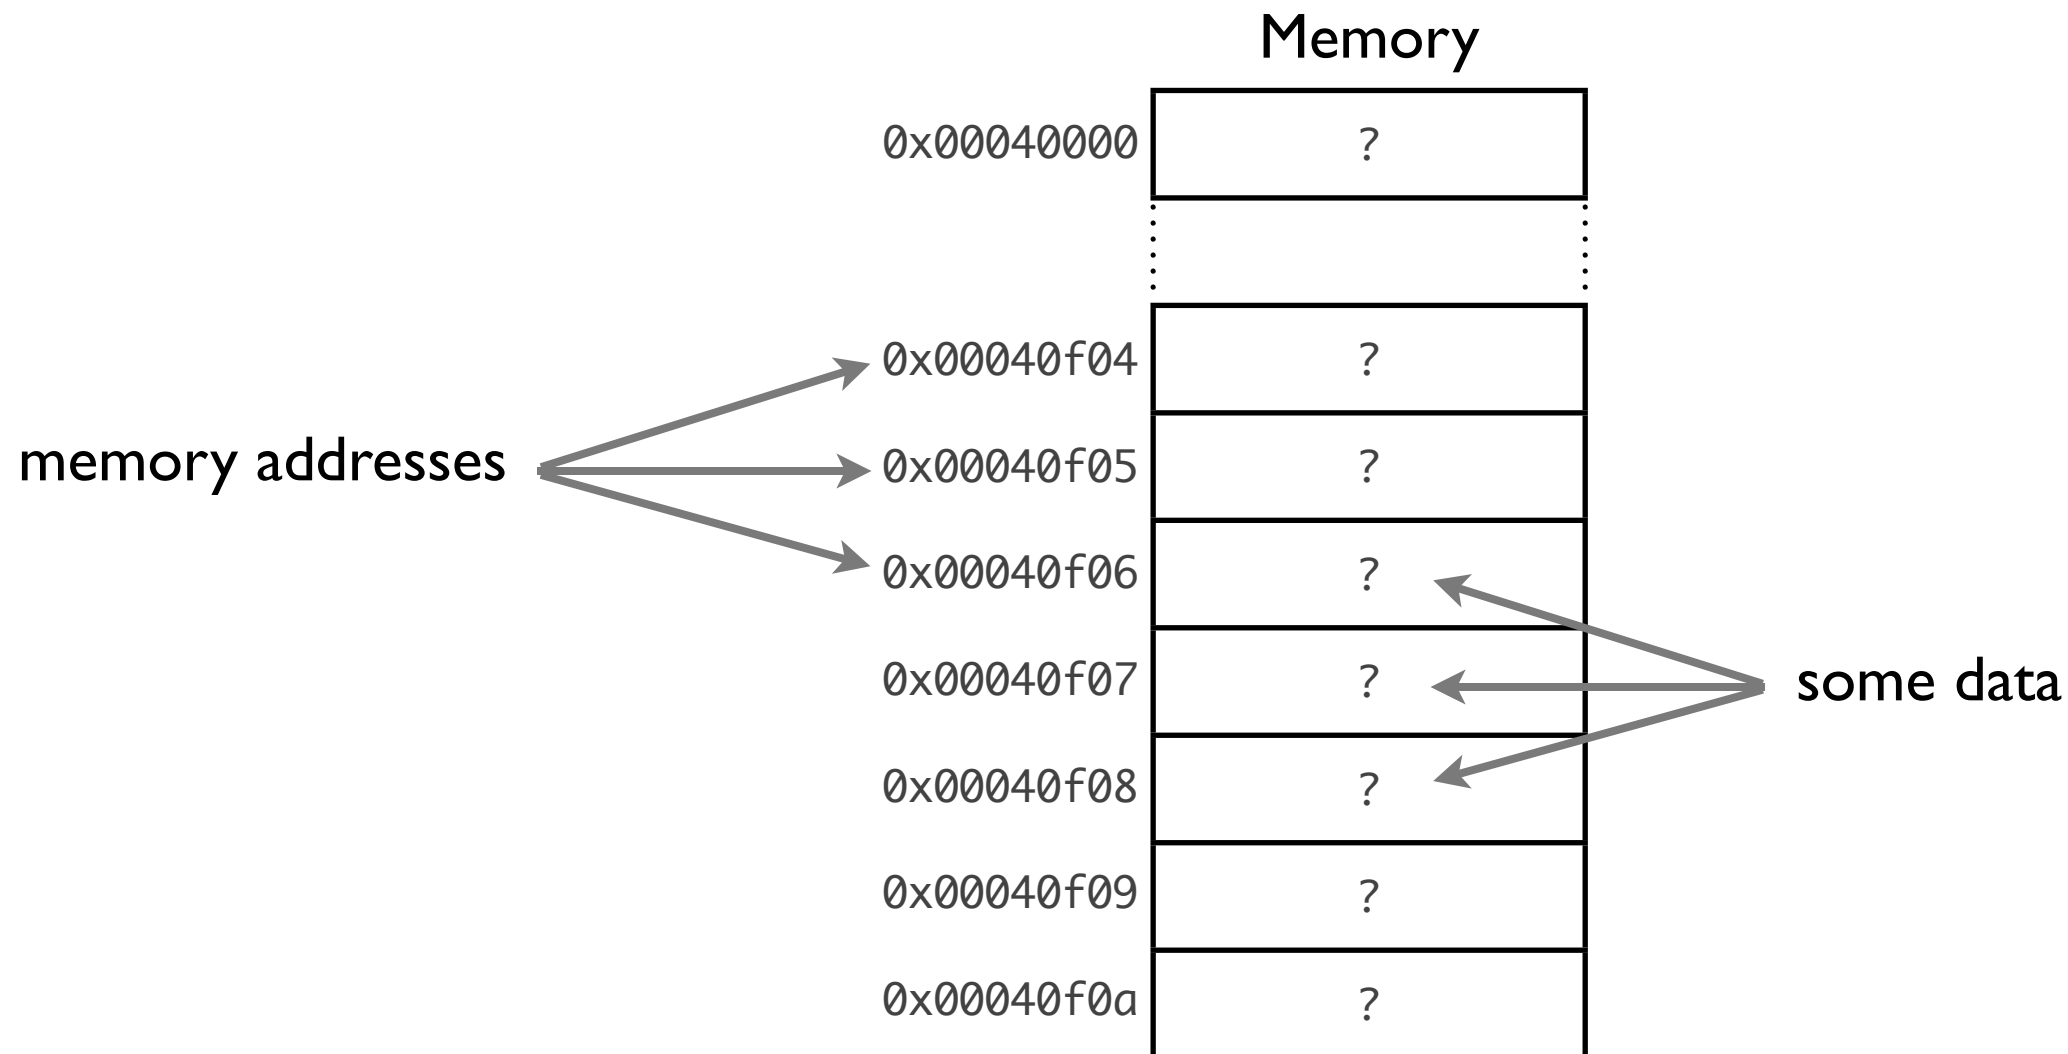 Memory
0x00040000 ?
0x00040f04 ?
memory addresses 0x00040f05 ?
0x00040f06 ?
0x00040f07 ? some data
0x00040f08 ?
0x00040f09 ?
0x00040f0a ?